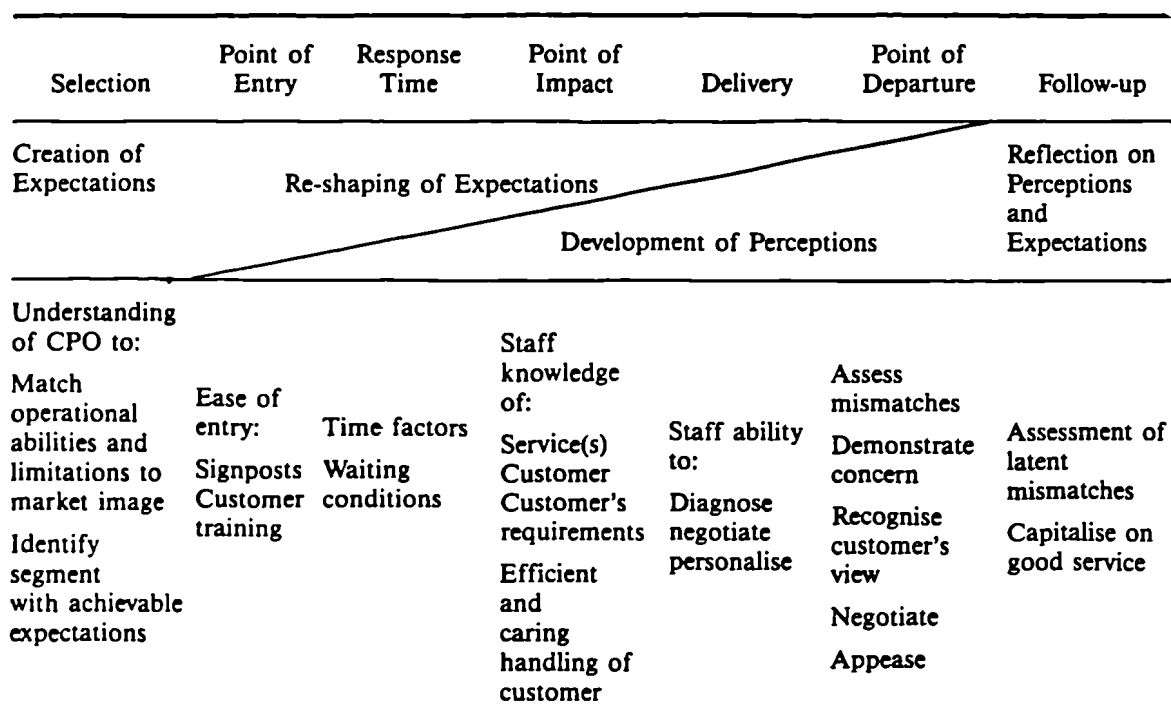 Selection
Point of
Entry
Response
Time
Point of
Impact
Delivery
Point of
Departure
Follow-up
Creation of
Expectations
Re-shaping of Expectations
Development of Perceptions
Reflection on
Perceptions
and
Expectations
Understanding
of CPO to:
Match
operational
abilities and
limitations to
market image
Identify
segment
with achievable
expectations
Ease of
entry:
Signposts
Customer
training
Time factors
Waiting
conditions
Staff
knowledge
of:
Service(s)
Customer
Customer's
requirements
Efficient
and
caring
handling of
customer
Staff ability
to:
Diagnose
negotiate
personalise
Assess
mismatches
Demonstrate
concern
Recognise
customer's
view
Negotiate
Appease
Assessment of
latent
mismatches
Capitalise on
good service